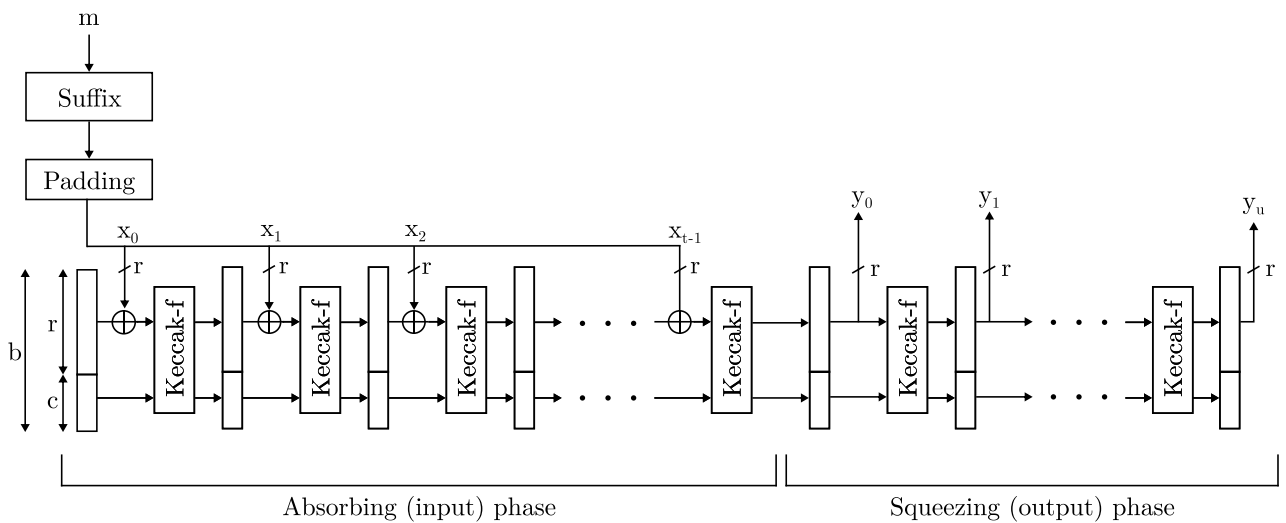 m
Suffix
Padding
x₀ x₁ x₂ xₜ₋₁ y₀ y₁ yᵤ
r r r r r r r
b r c
Keccak-f Keccak-f Keccak-f Keccak-f Keccak-f Keccak-f
Absorbing (input) phase Squeezing (output) phase